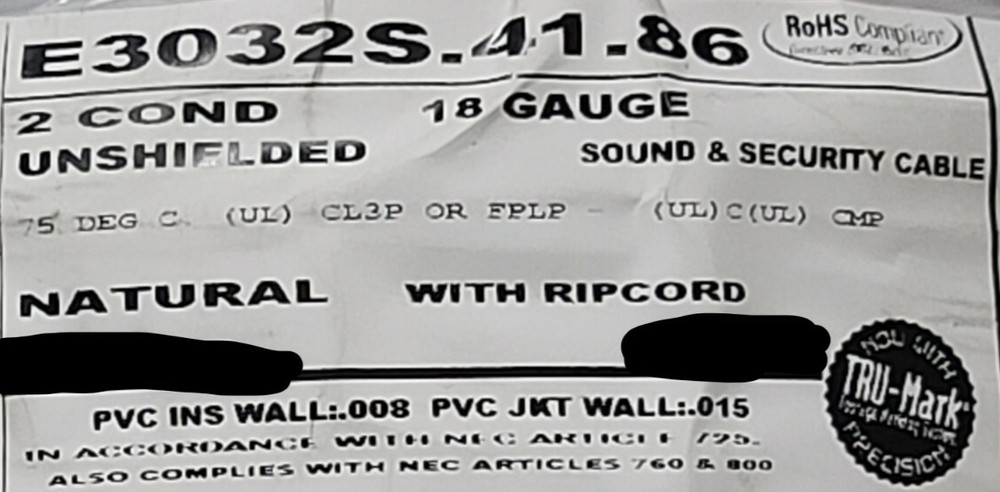 E3032S.41.86
RoHS Compliant
2 COND 18 GAUGE
UNSHIELDED SOUND & SECURITY CABLE
75 DEG C. (UL) CL3P OR FPLP - (UL)C(UL) CMP
NATURAL WITH RIPCORD
NOW WITH
TRU-Mark
PRECISION
PVC INS WALL:.008 PVC JKT WALL:.015
IN ACCORDANCE WITH NEC ARTICLE 725.
ALSO COMPLIES WITH NEC ARTICLES 760 & 800